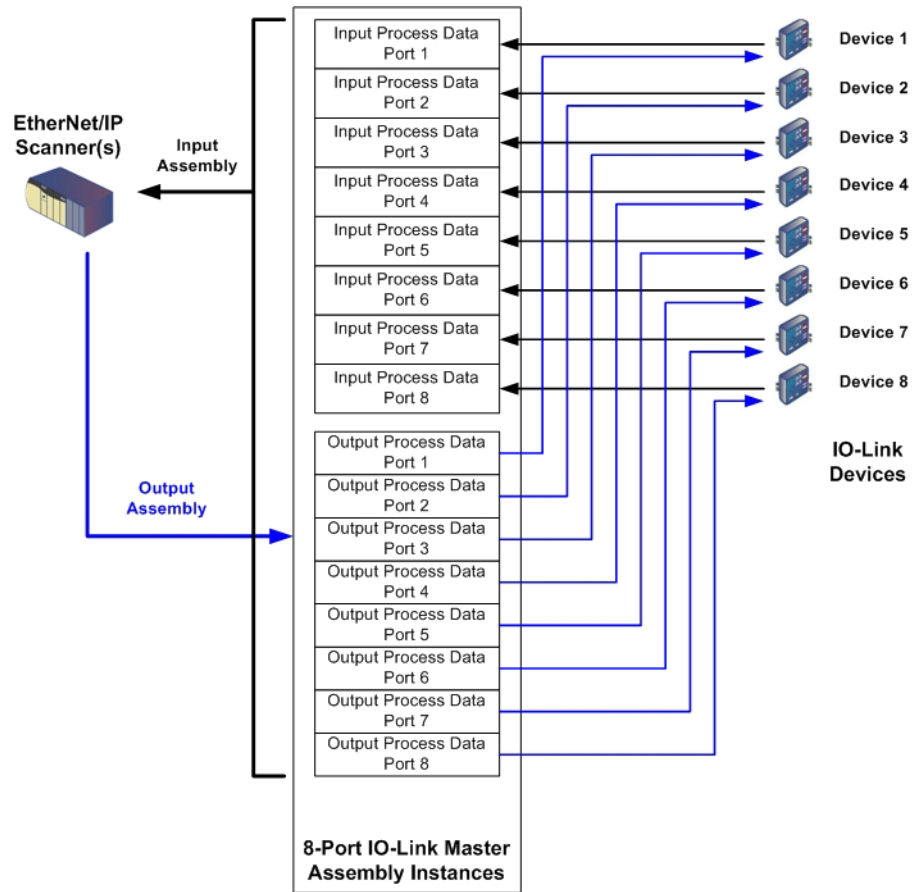 EtherNet/IP
Scanner(s)
Input
Assembly
Output
Assembly
Input Process Data
Port 1
Input Process Data
Port 2
Input Process Data
Port 3
Input Process Data
Port 4
Input Process Data
Port 5
Input Process Data
Port 6
Input Process Data
Port 7
Input Process Data
Port 8
Output Process Data
Port 1
Output Process Data
Port 2
Output Process Data
Port 3
Output Process Data
Port 4
Output Process Data
Port 5
Output Process Data
Port 6
Output Process Data
Port 7
Output Process Data
Port 8
8-Port IO-Link Master
Assembly Instances
Device 1
Device 2
Device 3
Device 4
Device 5
Device 6
Device 7
Device 8
IO-Link
Devices